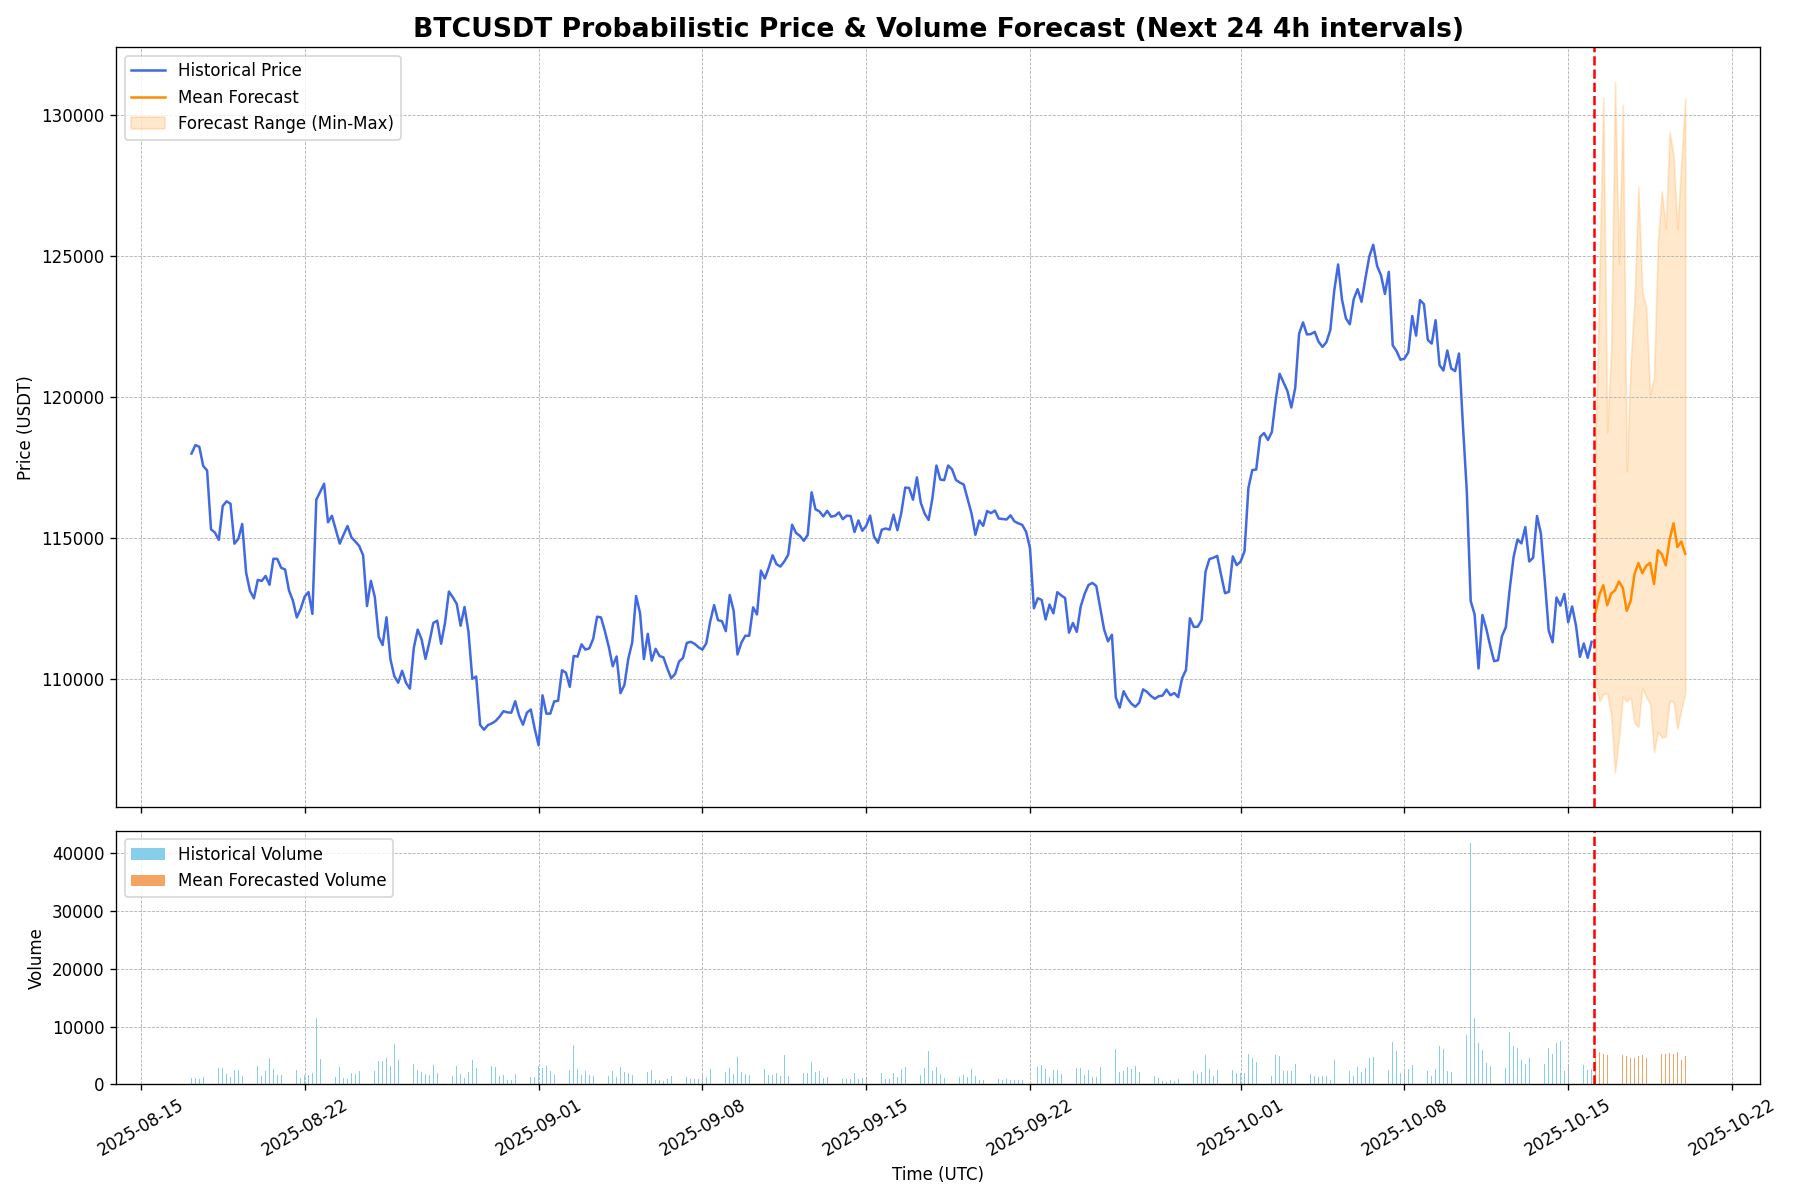 BTCUSDT Probabilistic Price & Volume Forecast (Next 24 4h intervals)
Historical Price
Mean Forecast
Forecast Range (Min-Max)
130000
125000
120000
115000
110000
Price (USDT)
Historical Volume
Mean Forecasted Volume
40000
30000
20000
10000
0
Volume
2025-08-15
2025-08-22
2025-09-01
2025-09-08
2025-09-15
2025-09-22
2025-10-01
2025-10-08
2025-10-15
2025-10-22
Time (UTC)